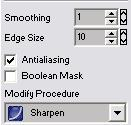 Smoothing 1
Edge Size 10
Antialiasing
Boolean Mask
Modify Procedure
Sharpen